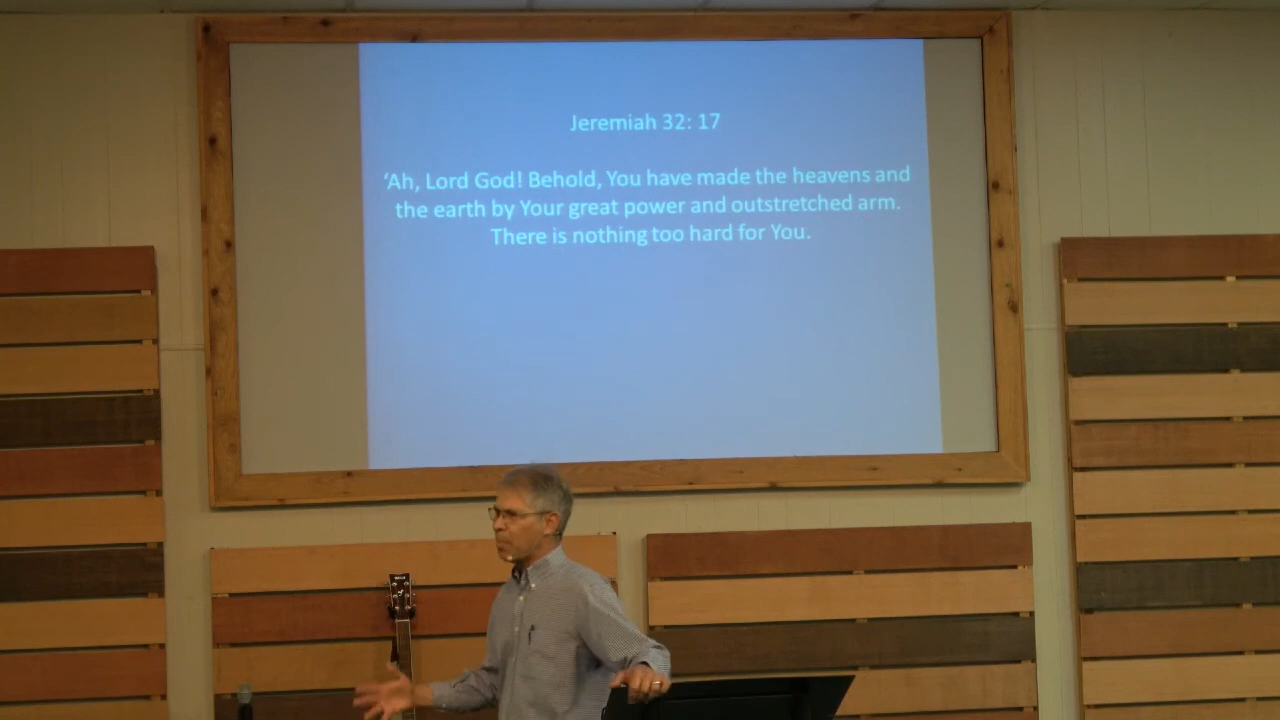 Jeremiah 32: 17
‘Ah, Lord God! Behold, You have made the heavens and
the earth by Your great power and outstretched arm.
There is nothing too hard for You.